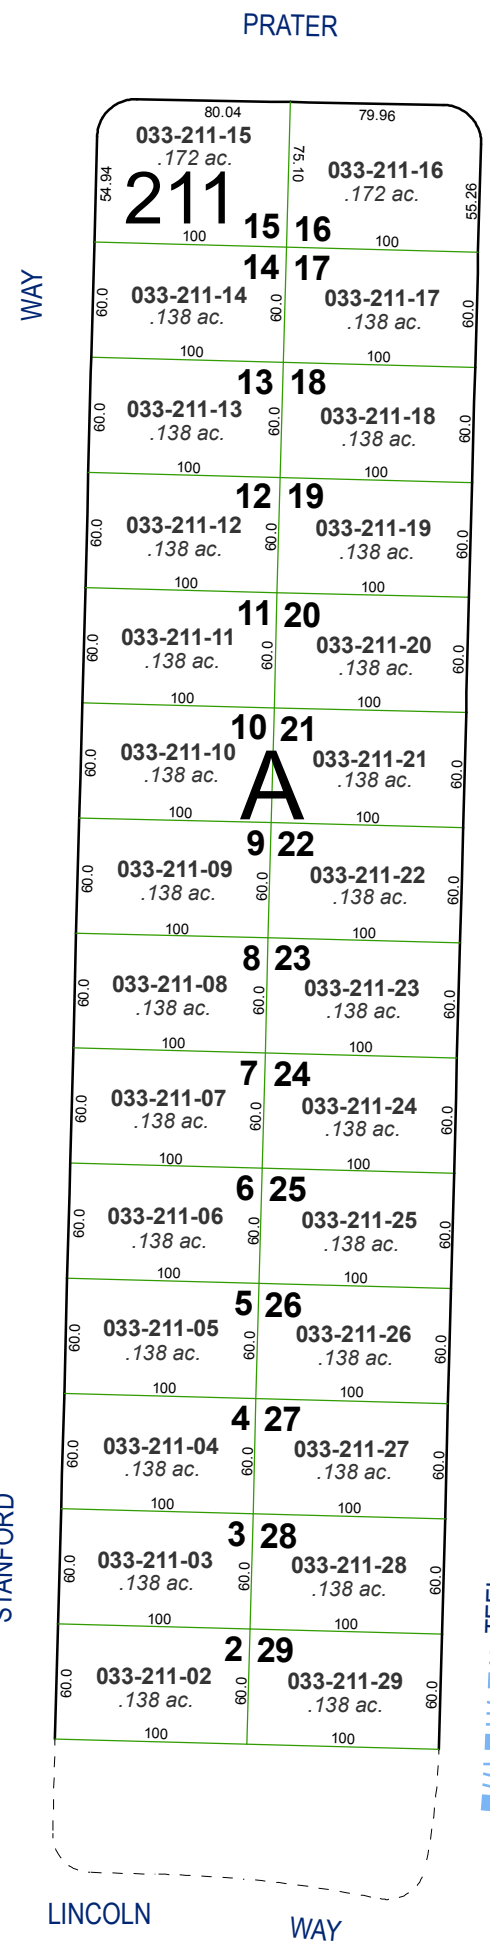 PRATER
80.04 79.96
033-211-15
.172 ac.
54.94 75.10 55.26
033-211-16
.172 ac.
211
100 15 16 100
WAY
14 17
033-211-14 033-211-17
.138 ac. .138 ac.
60.0 60.0 60.0
100 100
13 18
033-211-13 033-211-18
.138 ac. .138 ac.
60.0 60.0 60.0
100 100
12 19
033-211-12 033-211-19
.138 ac. .138 ac.
60.0 60.0 60.0
100 100
11 20
033-211-11 033-211-20
.138 ac. .138 ac.
60.0 60.0 60.0
100 100
10 21
033-211-10 033-211-21
.138 ac. .138 ac.
60.0 60.0
A
100 100
9 22
033-211-09 033-211-22
.138 ac. .138 ac.
60.0 60.0 60.0
100 100
8 23
033-211-08 033-211-23
.138 ac. .138 ac.
60.0 60.0 60.0
100 100
7 24
033-211-07 033-211-24
.138 ac. .138 ac.
60.0 60.0 60.0
100 100
6 25
033-211-06 033-211-25
.138 ac. .138 ac.
60.0 60.0 60.0
100 100
5 26
033-211-05 033-211-26
.138 ac. .138 ac.
60.0 60.0 60.0
100 100
4 27
033-211-04 033-211-27
.138 ac. .138 ac.
60.0 60.0 60.0
100 100
STANFORD
3 28
033-211-03 033-211-28
.138 ac. .138 ac.
60.0 60.0 60.0
100 100
2 29
033-211-02 033-211-29
.138 ac. .138 ac.
60.0 60.0 60.0
100 100
LINCOLN WAY